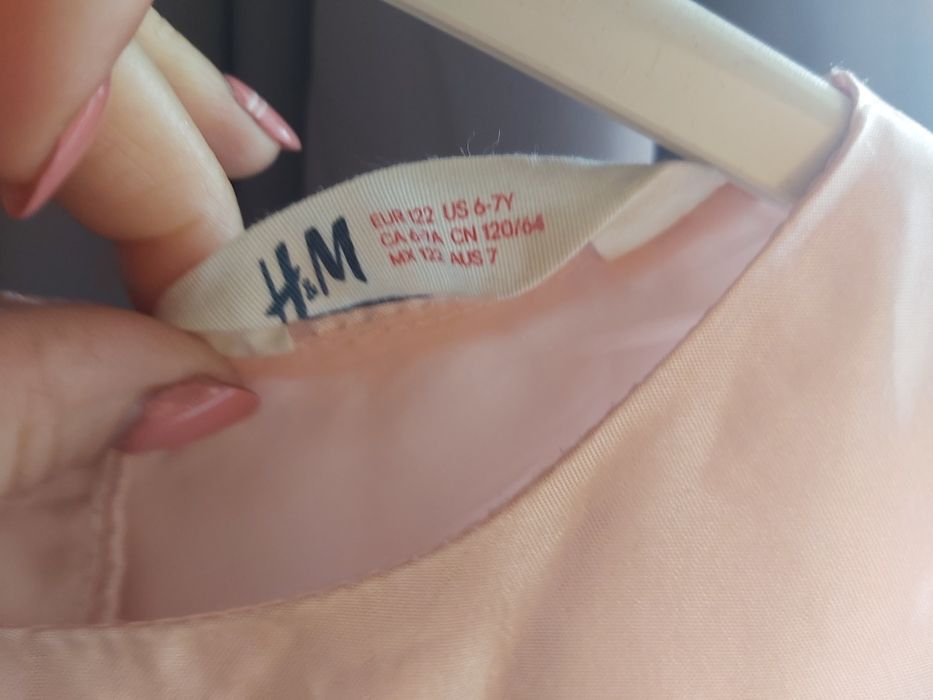 H&M
EUR 122 US 6-7Y
CA 6-7A CN 120/64
MX 122 AUS 7